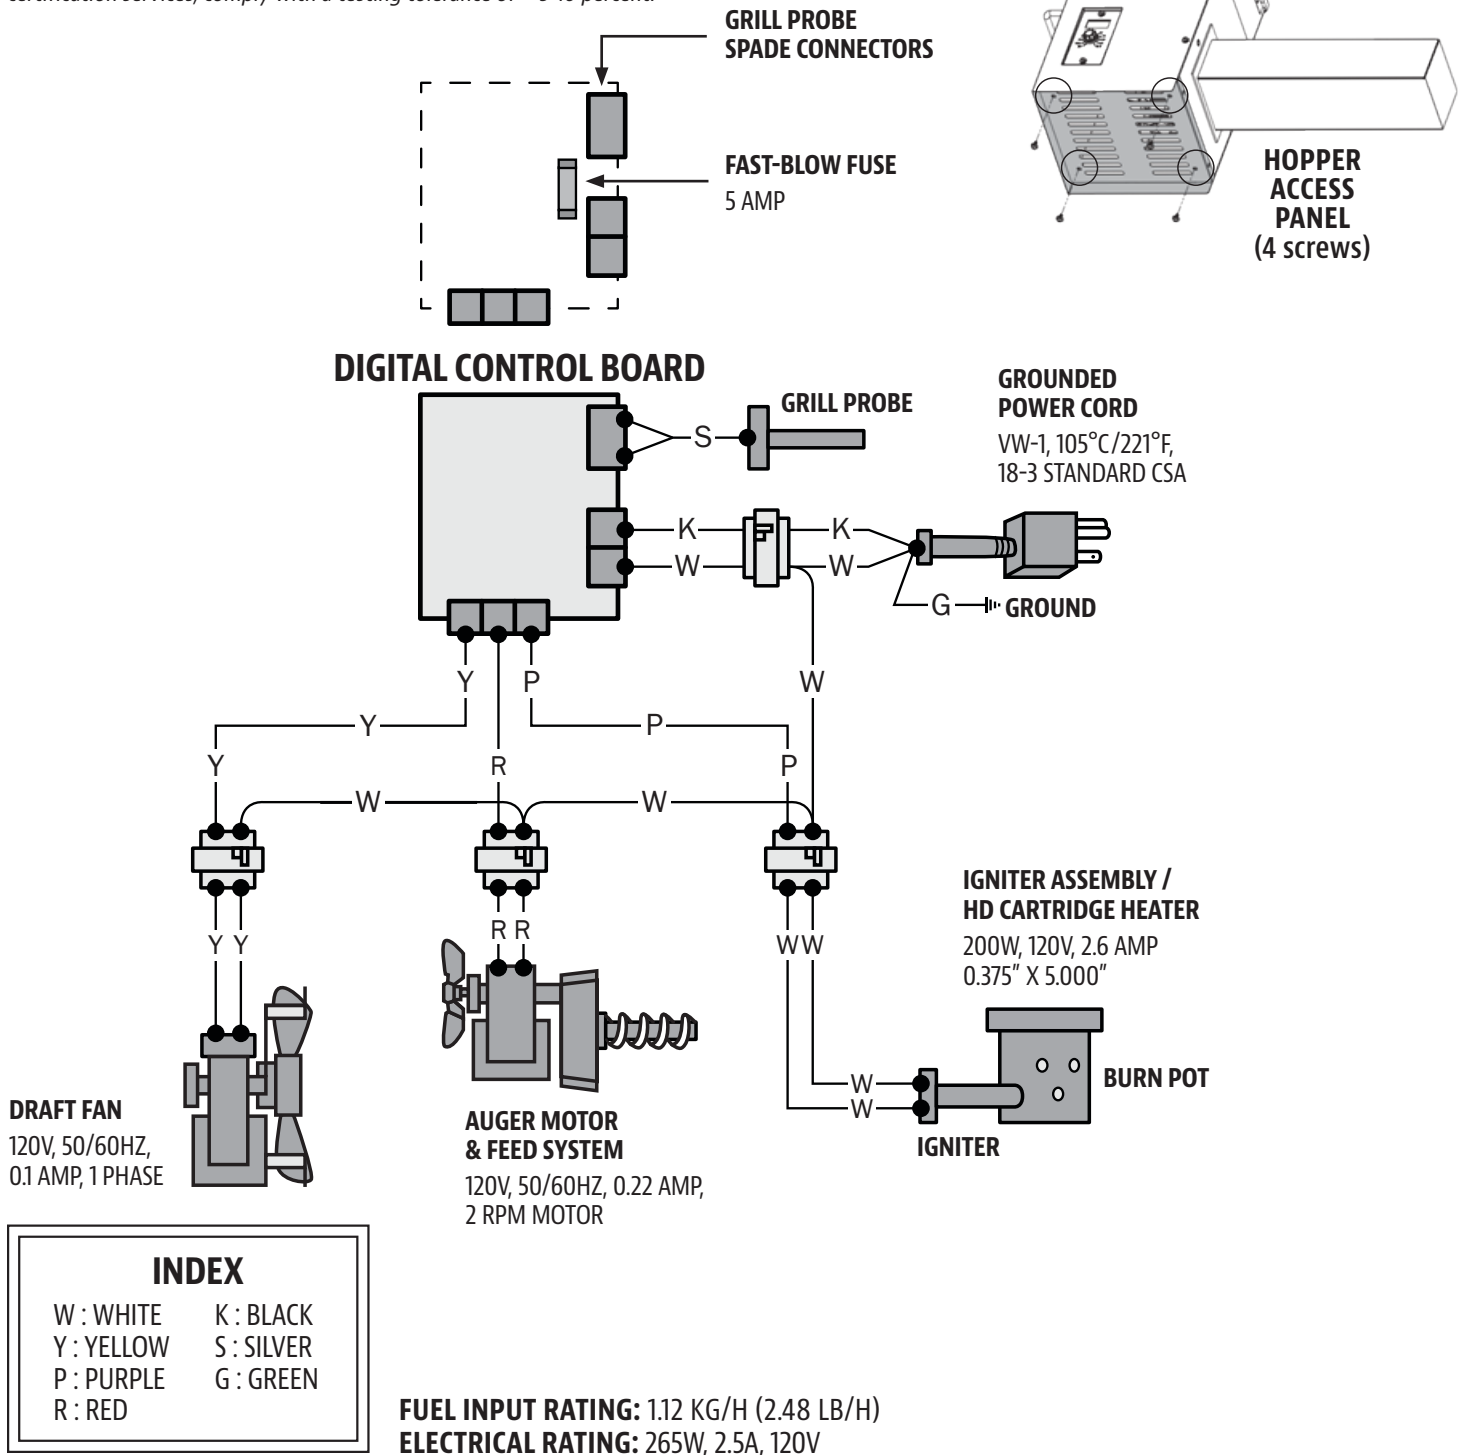 GRILL PROBE
SPADE CONNECTORS
FAST-BLOW FUSE
5 AMP
HOPPER
ACCESS
PANEL
(4 screws)
DIGITAL CONTROL BOARD
GRILL PROBE
GROUNDED
POWER CORD
VW-1, 105°C/221°F,
18-3 STANDARD CSA
S
K
K
W
W
G
GROUND
Y
P
W
Y
P
Y
R
P
W
W
R R
Y Y
W W
IGNITER ASSEMBLY /
HD CARTRIDGE HEATER
200W, 120V, 2.6 AMP
0.375" X 5.000"
W
W
BURN POT
IGNITER
DRAFT FAN
120V, 50/60HZ,
0.1 AMP, 1 PHASE
AUGER MOTOR
& FEED SYSTEM
120V, 50/60HZ, 0.22 AMP,
2 RPM MOTOR
INDEX
W : WHITE K : BLACK
Y : YELLOW S : SILVER
P : PURPLE G : GREEN
R : RED
FUEL INPUT RATING: 1.12 KG/H (2.48 LB/H)
ELECTRICAL RATING: 265W, 2.5A, 120V